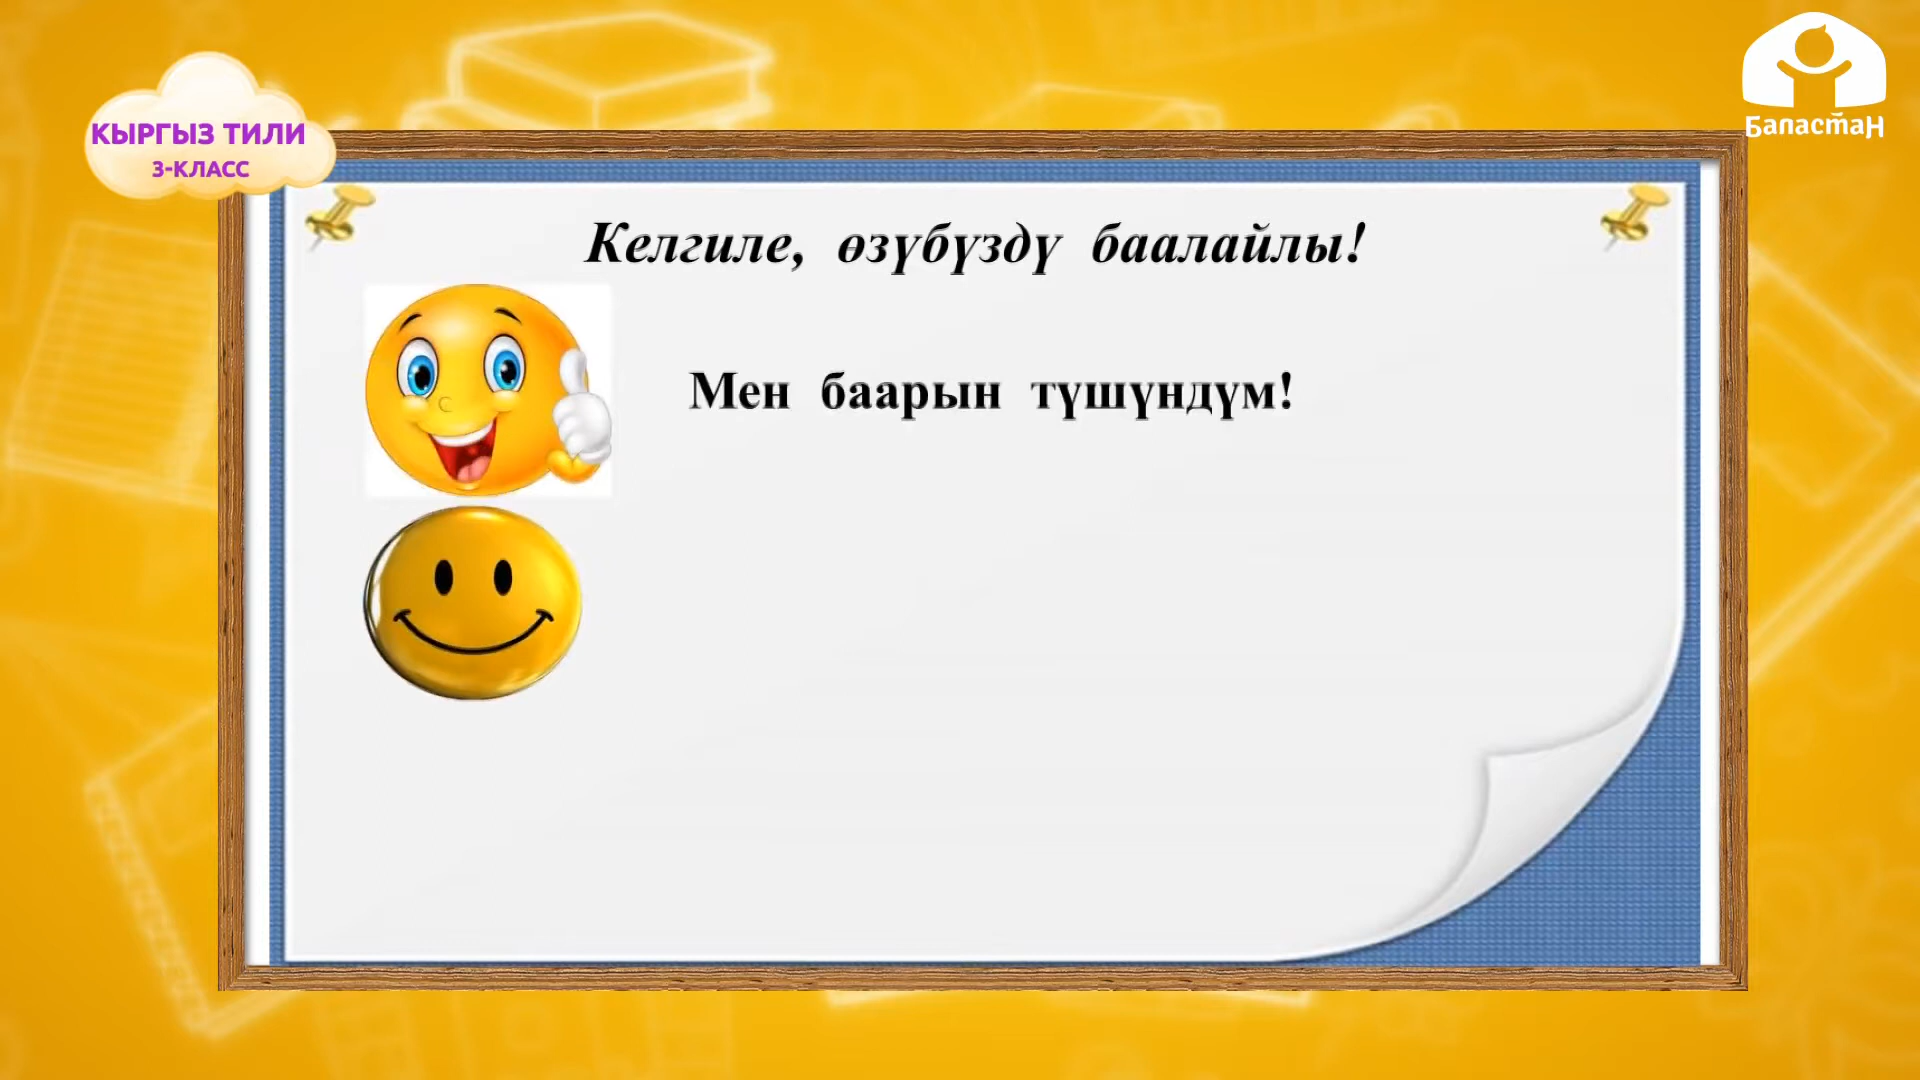 КЫРГЫЗ ТИЛИ
3-КЛАСС
Баластан
Келгиле, өзүбүздү баалайлы!
Мен баарын түшүндүм!